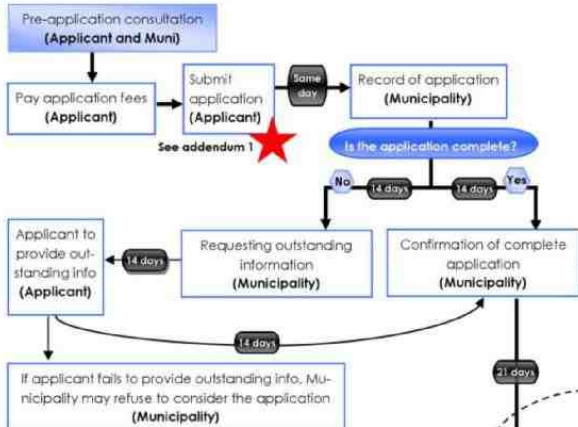 Pre-application consultation
(Applicant and Muni)
Pay application fees
(Applicant)
Submit
application
(Applicant)
See addendum 1
Same
day
Record of application
(Municipality)
Is the application complete?
No
14 days
14 days
Yes
Applicant to
provide out-
standing info
(Applicant)
14 days
Requesting outstanding
information
(Municipality)
Confirmation of complete
application
(Municipality)
14 days
21 days
If applicant fails to provide outstanding info, Mu-
nicipality may refuse to consider the application
(Municipality)